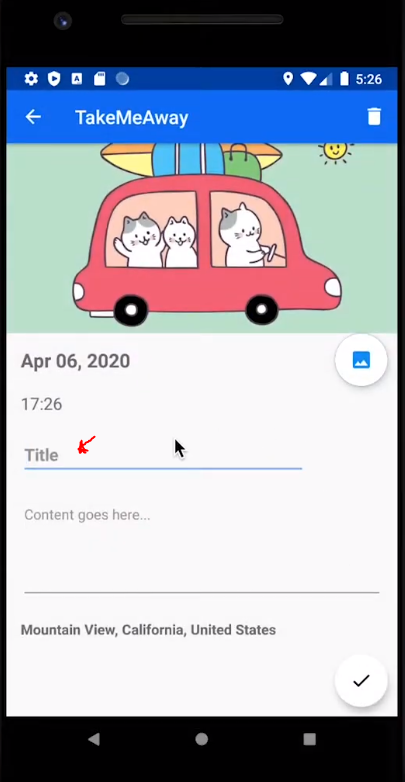 5:26
TakeMeAway
Apr 06, 2020
17:26
Title
Content goes here...
Mountain View, California, United States